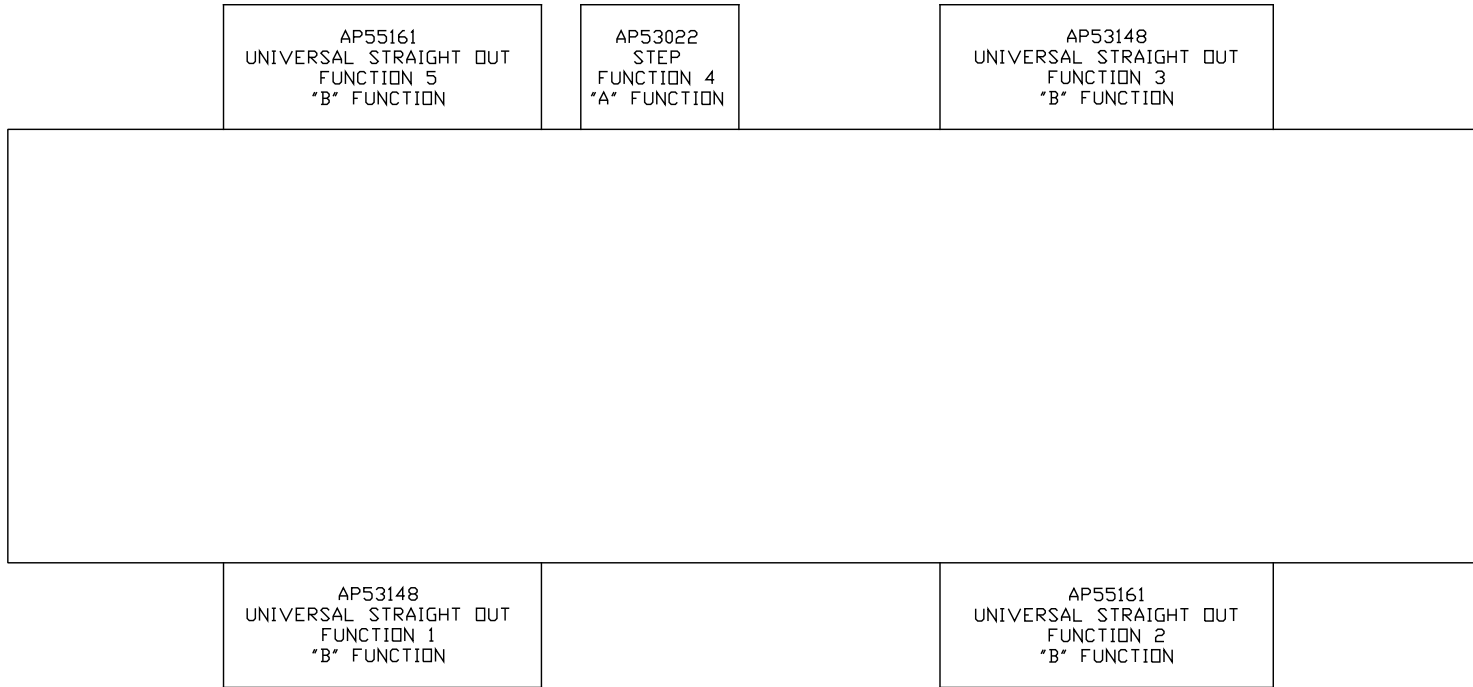 AP55161
UNIVERSAL STRAIGHT OUT
FUNCTION 5
"B" FUNCTION
AP53022
STEP
FUNCTION 4
"A" FUNCTION
AP53148
UNIVERSAL STRAIGHT OUT
FUNCTION 3
"B" FUNCTION
AP53148
UNIVERSAL STRAIGHT OUT
FUNCTION 1
"B" FUNCTION
AP55161
UNIVERSAL STRAIGHT OUT
FUNCTION 2
"B" FUNCTION